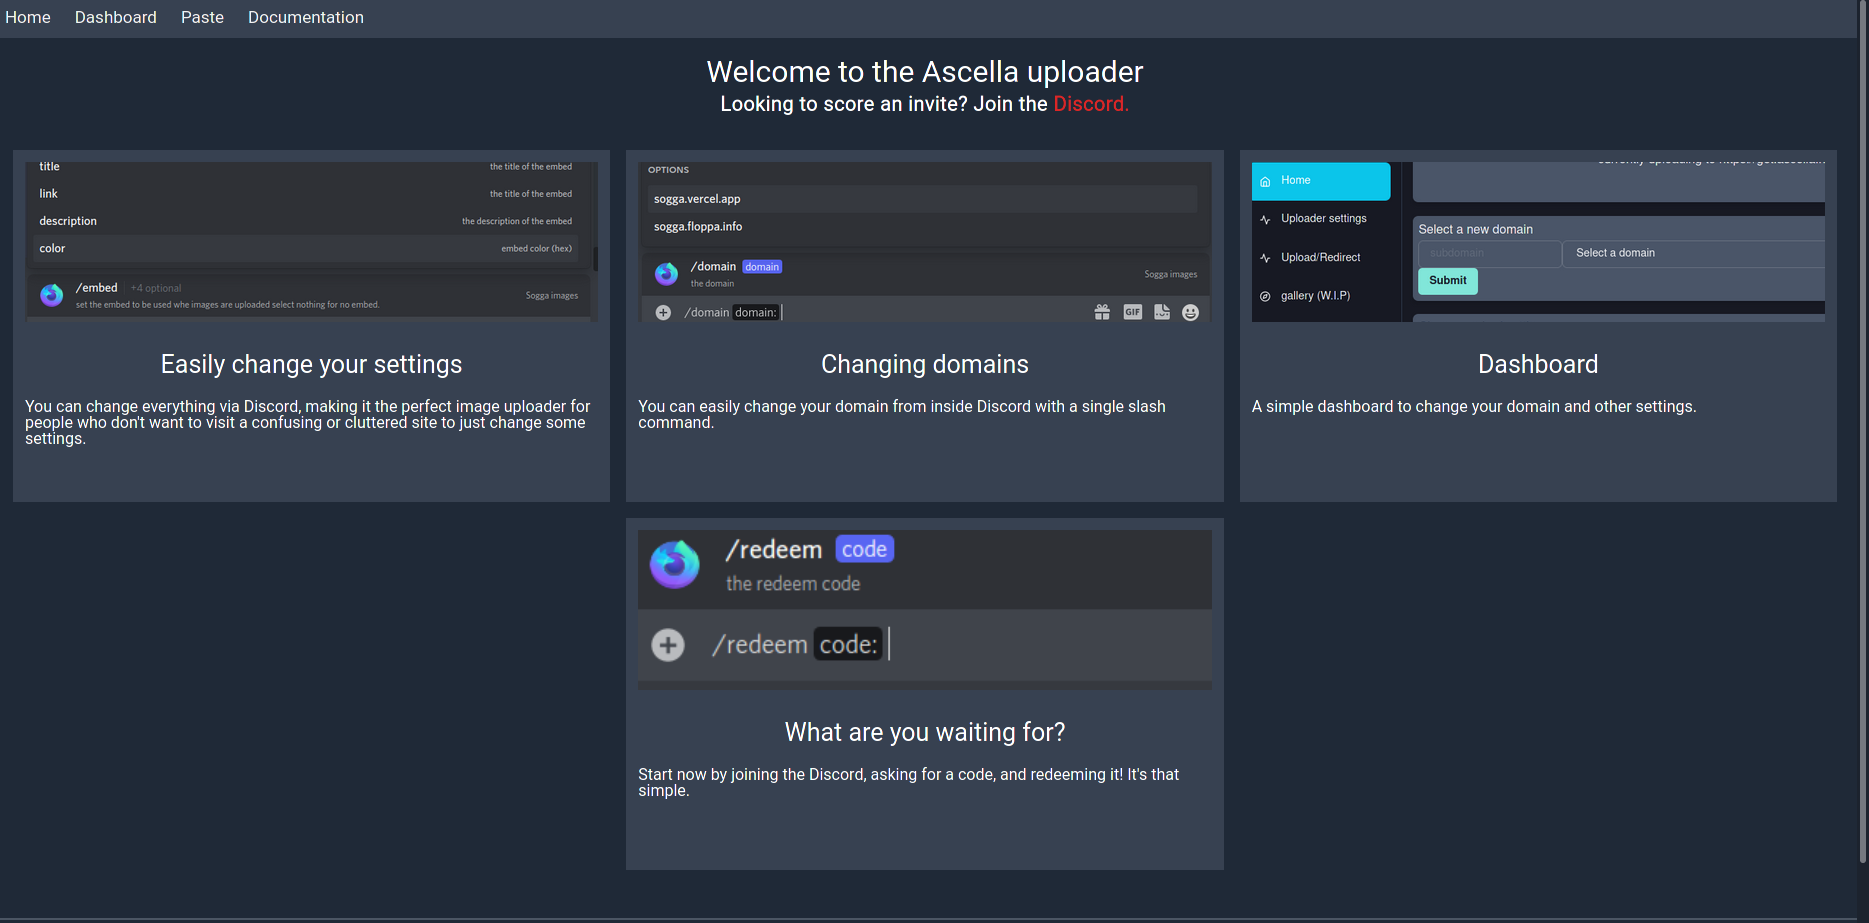 Home Dashboard Paste Documentation
Welcome to the Ascella uploader
Looking to score an invite? Join the Discord.
title the title of the embed
link the title of the embed
description the description of the embed
color embed color (hex)
/embed +4 optional
set the embed to be used whe images are uploaded select nothing for no embed.
Sogga images
Easily change your settings
You can change everything via Discord, making it the perfect image uploader for
people who don't want to visit a confusing or cluttered site to just change some
settings.
OPTIONS
sogga.vercel.app
sogga.floppa.info
/domain domain
the domain
Sogga images
/domain domain:
GIF
Changing domains
You can easily change your domain from inside Discord with a single slash
command.
Home
Uploader settings
Upload/Redirect
gallery (W.I.P)
Select a new domain
subdomain Select a domain
Submit
Dashboard
A simple dashboard to change your domain and other settings.
/redeem code
the redeem code
/redeem code:
What are you waiting for?
Start now by joining the Discord, asking for a code, and redeeming it! It's that
simple.